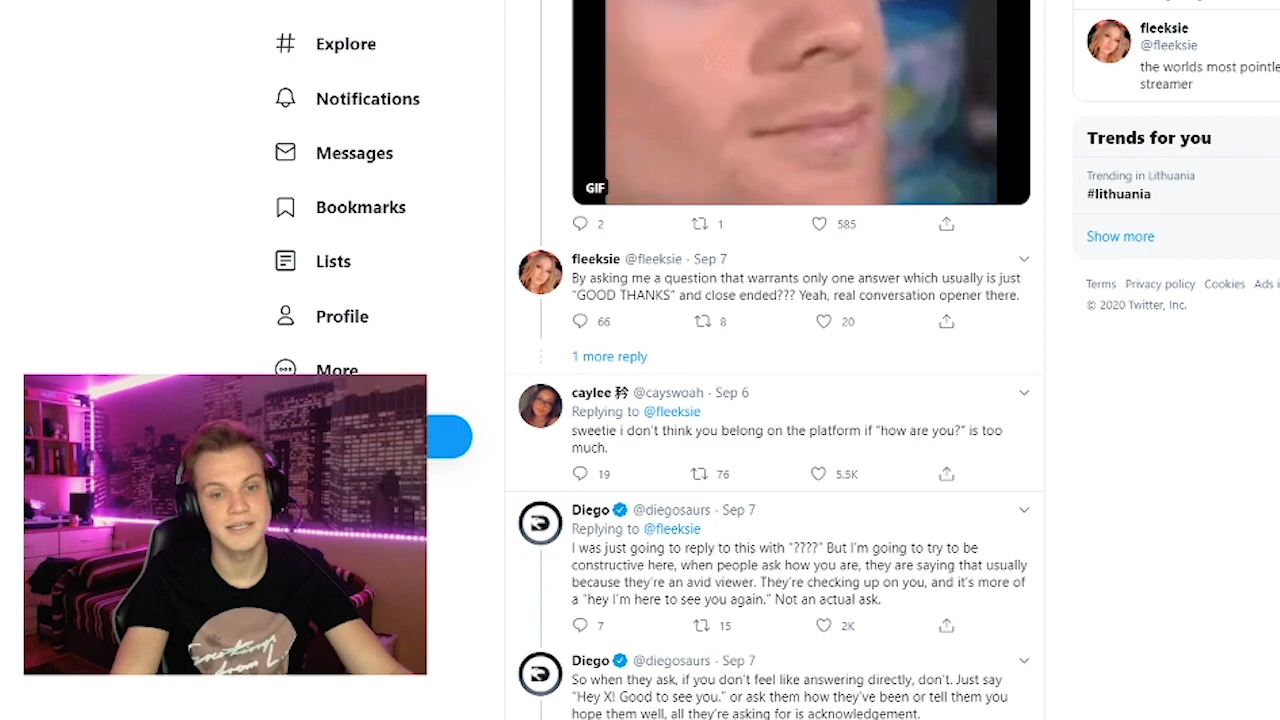 Explore
Notifications
Messages
Bookmarks
Lists
Profile
More
GIF
2 1 585
fleeksie @fleeksie · Sep 7
By asking me a question that warrants only one answer which usually is just
"GOOD THANKS" and close ended??? Yeah, real conversation opener there.
66 8 20
1 more reply
caylee 矜 @cayswoah · Sep 6
Replying to @fleeksie
sweetie i don't think you belong on the platform if "how are you?" is too
much.
19 76 5.5K
Diego @diegosaurs · Sep 7
Replying to @fleeksie
I was just going to reply to this with "????" But I'm going to try to be
constructive here, when people ask how you are, they are saying that usually
because they're an avid viewer. They're checking up on you, and it's more of
a "hey I'm here to see you again." Not an actual ask.
7 15 2K
Diego @diegosaurs · Sep 7
So when they ask, if you don't feel like answering directly, don't. Just say
"Hey X! Good to see you." or ask them how they've been or tell them you
hope them well, all they're asking for is acknowledgement.
fleeksie
@fleeksie
the worlds most pointle
streamer
Trends for you
Trending in Lithuania
#lithuania
Show more
Terms Privacy policy Cookies Ads i
© 2020 Twitter, Inc.